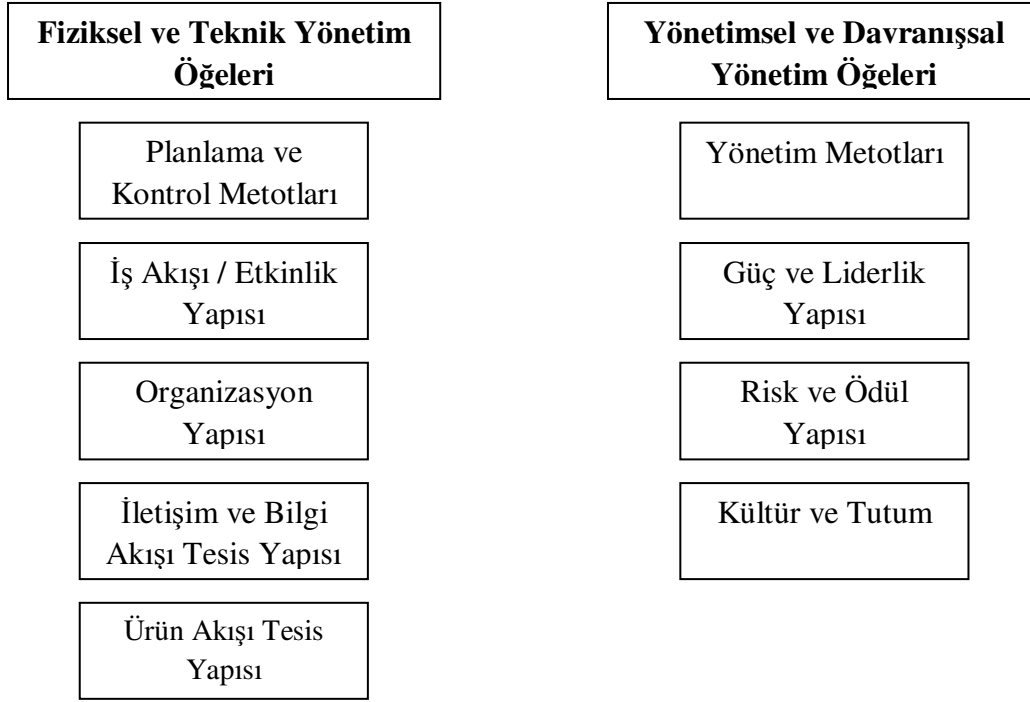 Fiziksel ve Teknik Yönetim
Öğeleri
Planlama ve
Kontrol Metotları
İş Akışı / Etkinlik
Yapısı
Organizasyon
Yapısı
İletişim ve Bilgi
Akışı Tesis Yapısı
Ürün Akışı Tesis
Yapısı
Yönetimsel ve Davranışsal
Yönetim Öğeleri
Yönetim Metotları
Güç ve Liderlik
Yapısı
Risk ve Ödül
Yapısı
Kültür ve Tutum